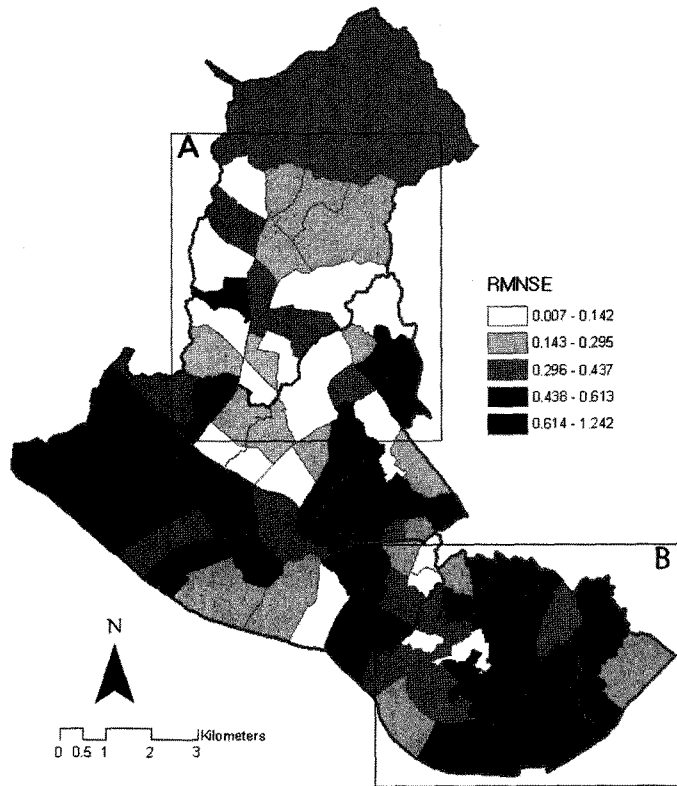 A
RMNSE
0.007 - 0.142
0.143 - 0.295
0.296 - 0.437
0.438 - 0.613
0.614 - 1.242
B
N
Kilometers
0 0.5 1 2 3